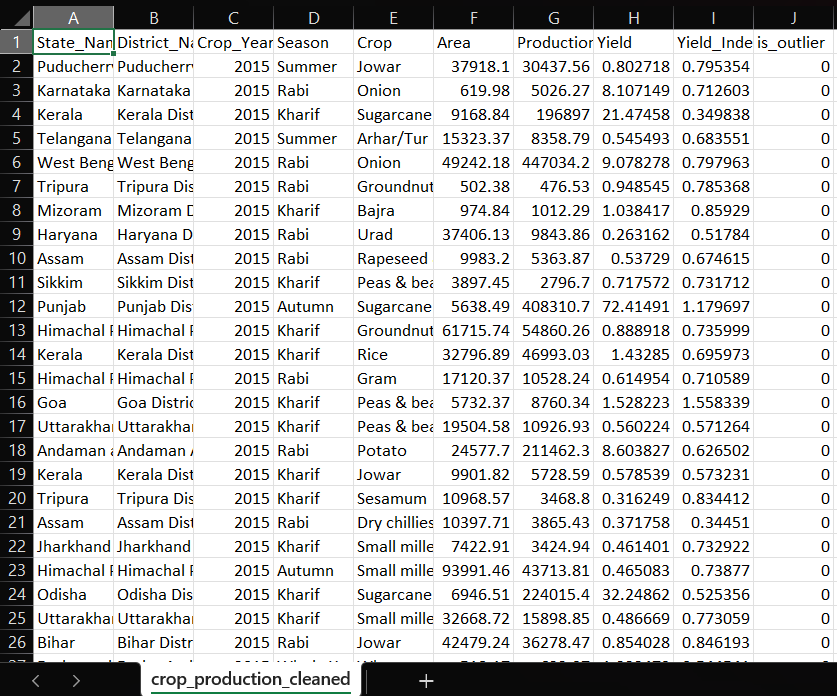 A B C D E F G H I J
1 State_Nam District_Na Crop_Year Season Crop Area Production Yield Yield_Inde is_outlier
2 Puducherry Puducherry 2015 Summer Jowar 37918.1 30437.56 0.802718 0.795354 0
3 Karnataka Karnataka 2015 Rabi Onion 619.98 5026.27 8.107149 0.712603 0
4 Kerala Kerala Dist 2015 Kharif Sugarcane 9168.84 196897 21.47458 0.349838 0
5 Telangana Telangana 2015 Summer Arhar/Tur 15323.37 8358.79 0.545493 0.683551 0
6 West Beng West Beng 2015 Rabi Onion 49242.18 447034.2 9.078278 0.797963 0
7 Tripura Tripura Dis 2015 Rabi Groundnut 502.38 476.53 0.948545 0.785368 0
8 Mizoram Mizoram D 2015 Kharif Bajra 974.84 1012.29 1.038417 0.85929 0
9 Haryana Haryana D 2015 Rabi Urad 37406.13 9843.86 0.263162 0.51784 0
10 Assam Assam Dist 2015 Rabi Rapeseed 9983.2 5363.87 0.53729 0.674615 0
11 Sikkim Sikkim Dist 2015 Kharif Peas & bea 3897.45 2796.7 0.717572 0.731712 0
12 Punjab Punjab Dis 2015 Autumn Sugarcane 5638.49 408310.7 72.41491 1.179697 0
13 Himachal P Himachal P 2015 Kharif Groundnut 61715.74 54860.26 0.888918 0.735999 0
14 Kerala Kerala Dist 2015 Kharif Rice 32796.89 46993.03 1.43285 0.695973 0
15 Himachal P Himachal P 2015 Rabi Gram 17120.37 10528.24 0.614954 0.710589 0
16 Goa Goa Distric 2015 Kharif Peas & bea 5732.37 8760.34 1.528223 1.558339 0
17 Uttarakhan Uttarakhan 2015 Kharif Peas & bea 19504.58 10926.93 0.560224 0.571264 0
18 Andaman a Andaman A 2015 Rabi Potato 24577.7 211462.3 8.603827 0.626502 0
19 Kerala Kerala Dist 2015 Kharif Jowar 9901.82 5728.59 0.578539 0.573231 0
20 Tripura Tripura Dis 2015 Kharif Sesamum 10968.57 3468.8 0.316249 0.834412 0
21 Assam Assam Dist 2015 Rabi Dry chillies 10397.71 3865.43 0.371758 0.34451 0
22 Jharkhand Jharkhand 2015 Kharif Small mille 7422.91 3424.94 0.461401 0.732922 0
23 Himachal P Himachal P 2015 Autumn Small mille 93991.46 43713.81 0.465083 0.73877 0
24 Odisha Odisha Dis 2015 Kharif Sugarcane 6946.51 224015.4 32.24862 0.525356 0
25 Uttarakhan Uttarakhan 2015 Kharif Small mille 32668.72 15898.85 0.486669 0.773059 0
26 Bihar Bihar Distr 2015 Rabi Jowar 42479.24 36278.47 0.854028 0.846193 0
crop_production_cleaned